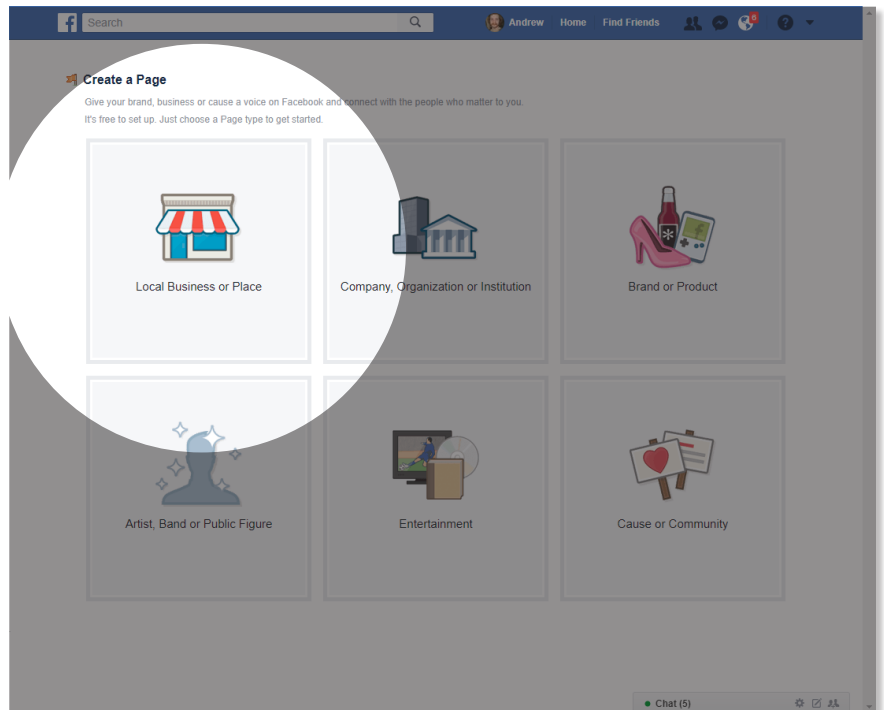 f
Search
Andrew Home Find Friends
6
?
Create a Page
Give your brand, business or cause a voice on Facebook and connect with the people who matter to you.
It's free to set up. Just choose a Page type to get started.
Local Business or Place
Company, Organization or Institution
Brand or Product
Artist, Band or Public Figure
Entertainment
Cause or Community
Chat (5)